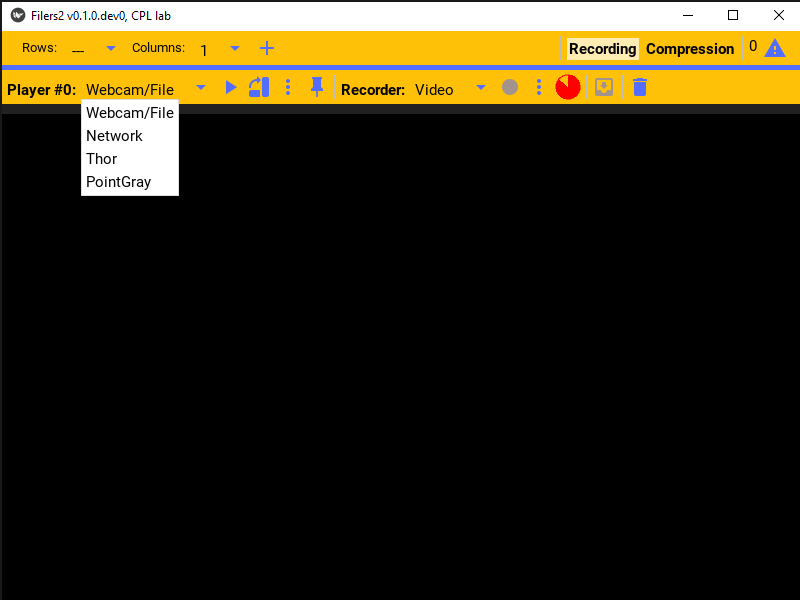 Filers2 v0.1.0.dev0, CPL lab
Rows: --- Columns: 1 Recording Compression 0
Player #0: Webcam/File Recorder: Video
Webcam/File
Network
Thor
PointGray